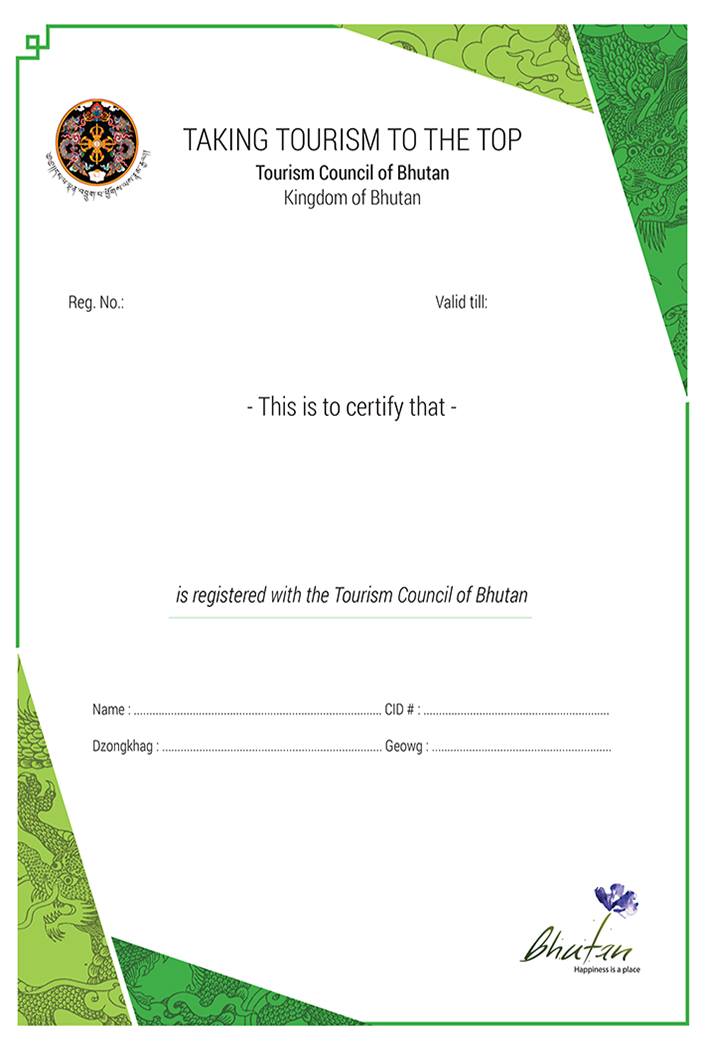 TAKING TOURISM TO THE TOP
Tourism Council of Bhutan
Kingdom of Bhutan
Reg. No.:
Valid till:
- This is to certify that -
is registered with the Tourism Council of Bhutan
Name : ................................................................................. CID # : .............................................................
Dzongkhag : ........................................................................ Geowg : ...........................................................
Bhutan
Happiness is a place